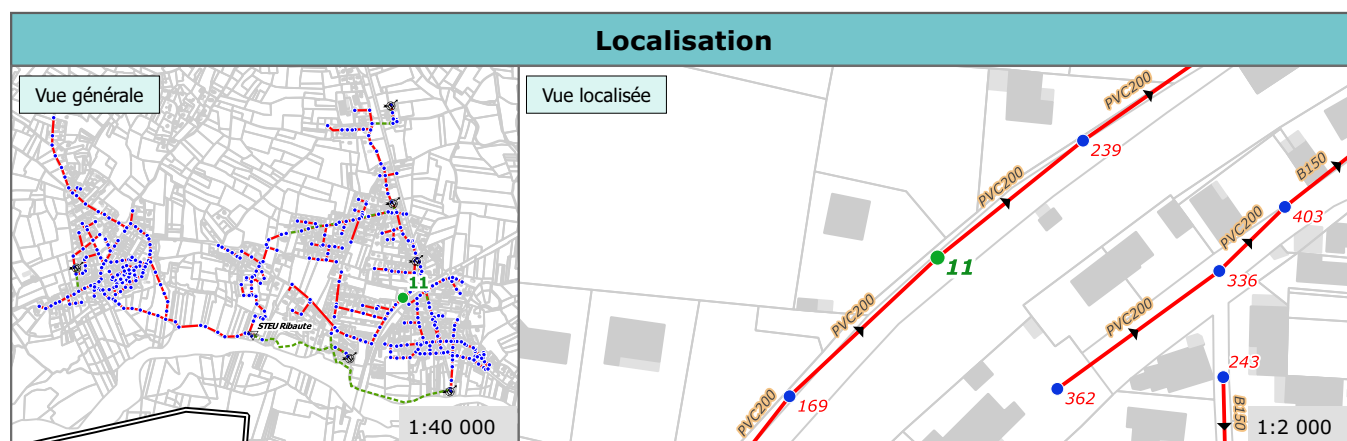 Localisation
Vue générale
11
STEU Ribaute
1:40 000
Vue localisée
PVC200
239
PVC200
B150
403
PVC200
11
336
PVC200
PVC200
243
362
169
PVC200
B150
1:2 000